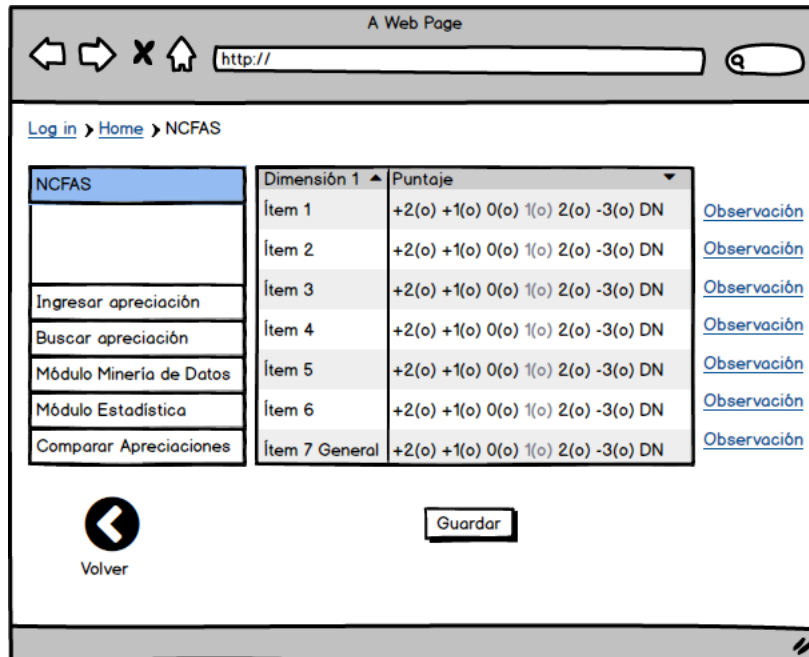 A Web Page
http://
Log in Home NCFAS
NCFAS
Ingresar apreciación
Buscar apreciación
Módulo Minería de Datos
Módulo Estadística
Comparar Apreciaciones
Dimensión 1 Puntaje
Ítem 1 +2(o) +1(o) 0(o) 1(o) 2(o) -3(o) DN Observación
Ítem 2 +2(o) +1(o) 0(o) 1(o) 2(o) -3(o) DN Observación
Ítem 3 +2(o) +1(o) 0(o) 1(o) 2(o) -3(o) DN Observación
Ítem 4 +2(o) +1(o) 0(o) 1(o) 2(o) -3(o) DN Observación
Ítem 5 +2(o) +1(o) 0(o) 1(o) 2(o) -3(o) DN Observación
Ítem 6 +2(o) +1(o) 0(o) 1(o) 2(o) -3(o) DN Observación
Ítem 7 General +2(o) +1(o) 0(o) 1(o) 2(o) -3(o) DN Observación
Volver
Guardar